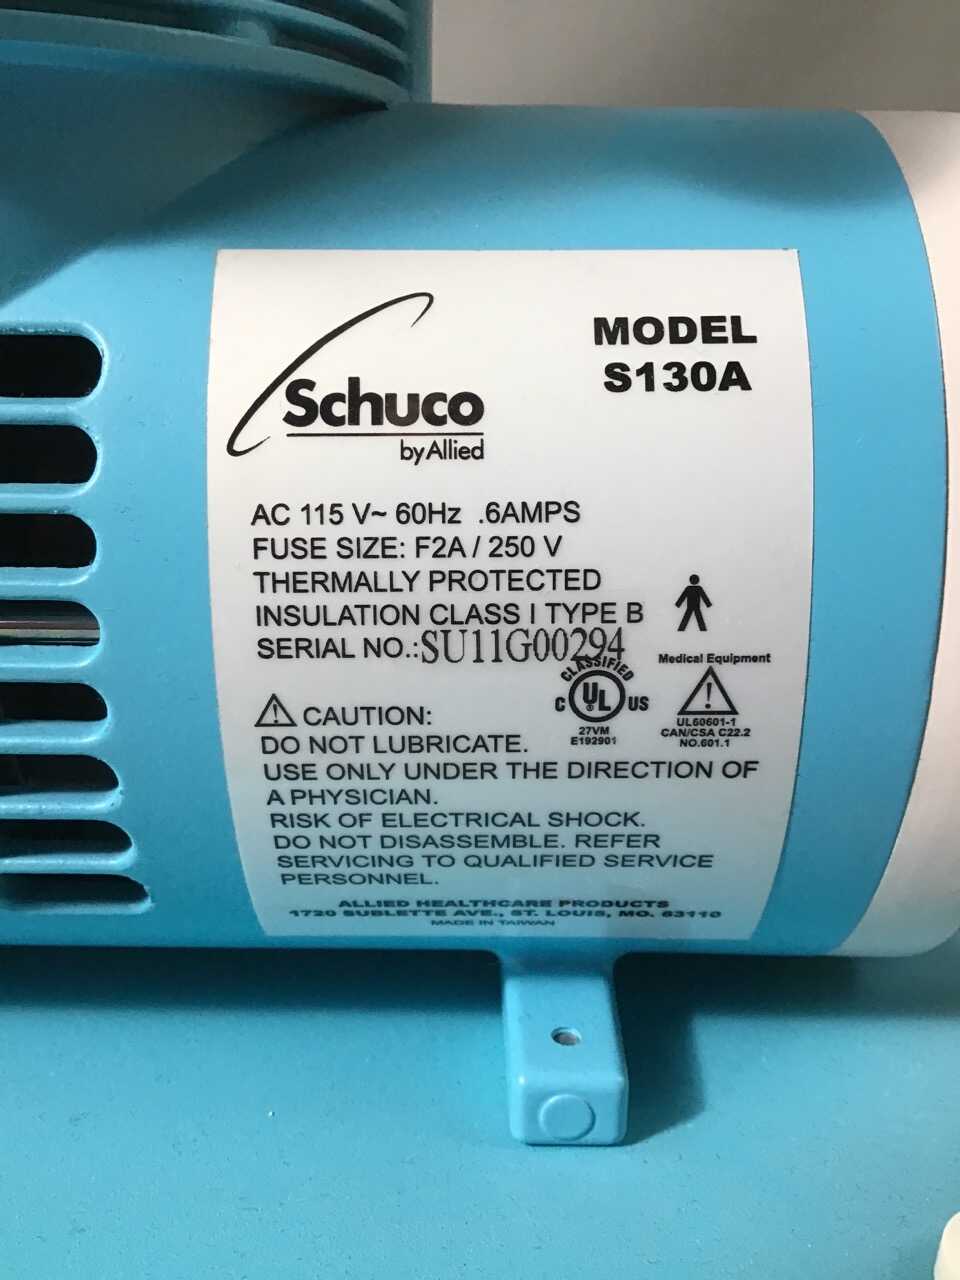 Schuco
by Allied
MODEL
S130A
AC 115 V~ 60Hz .6AMPS
FUSE SIZE: F2A / 250 V
THERMALLY PROTECTED
INSULATION CLASS I TYPE B
SERIAL NO.:SU11G00294
CLASSIFIED
C UL US
®
27VM
E192901
Medical Equipment
UL60601-1
CAN/CSA C22.2
NO.601.1
CAUTION:
DO NOT LUBRICATE.
USE ONLY UNDER THE DIRECTION OF
A PHYSICIAN.
RISK OF ELECTRICAL SHOCK.
DO NOT DISASSEMBLE. REFER
SERVICING TO QUALIFIED SERVICE
PERSONNEL.
ALLIED HEALTHCARE PRODUCTS
1720 SUBLETTE AVE., ST. LOUIS, MO. 63110
MADE IN TAIWAN